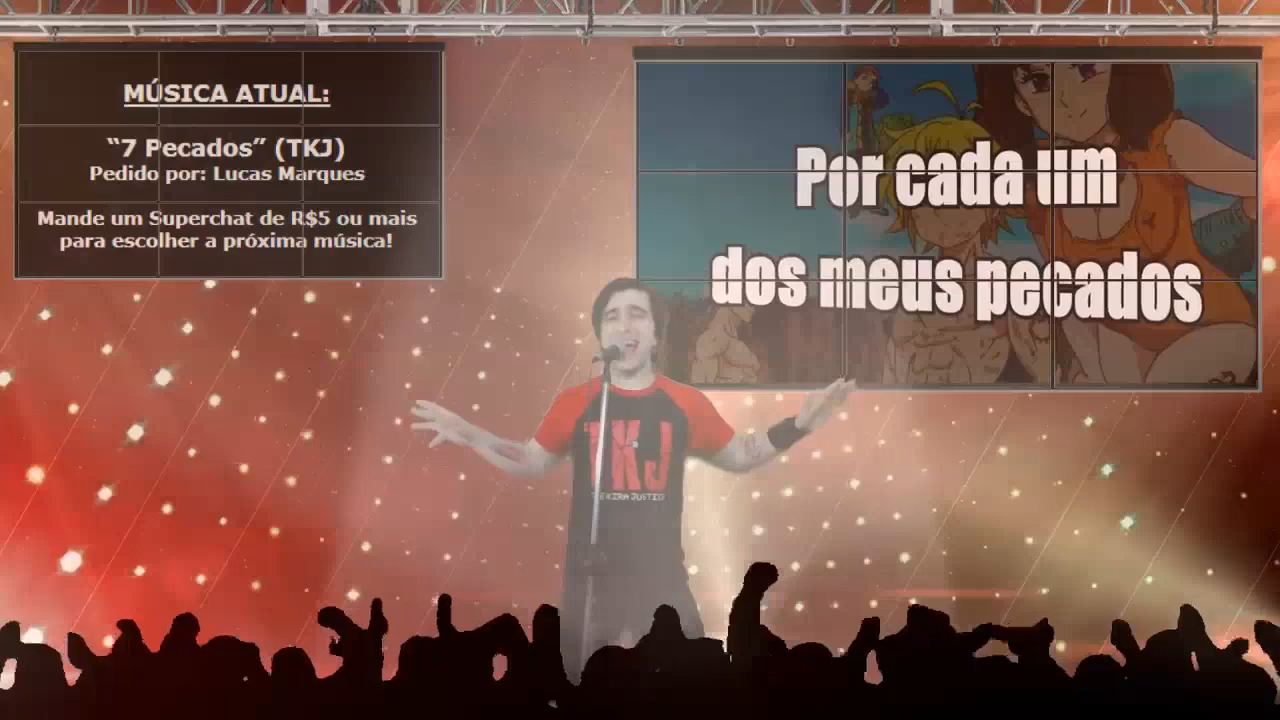 MÚSICA ATUAL:
“7 Pecados” (TKJ)
Pedido por: Lucas Marques
Mande um Superchat de R$5 ou mais
para escolher a próxima música!
Por cada um
dos meus pecados
TKJ